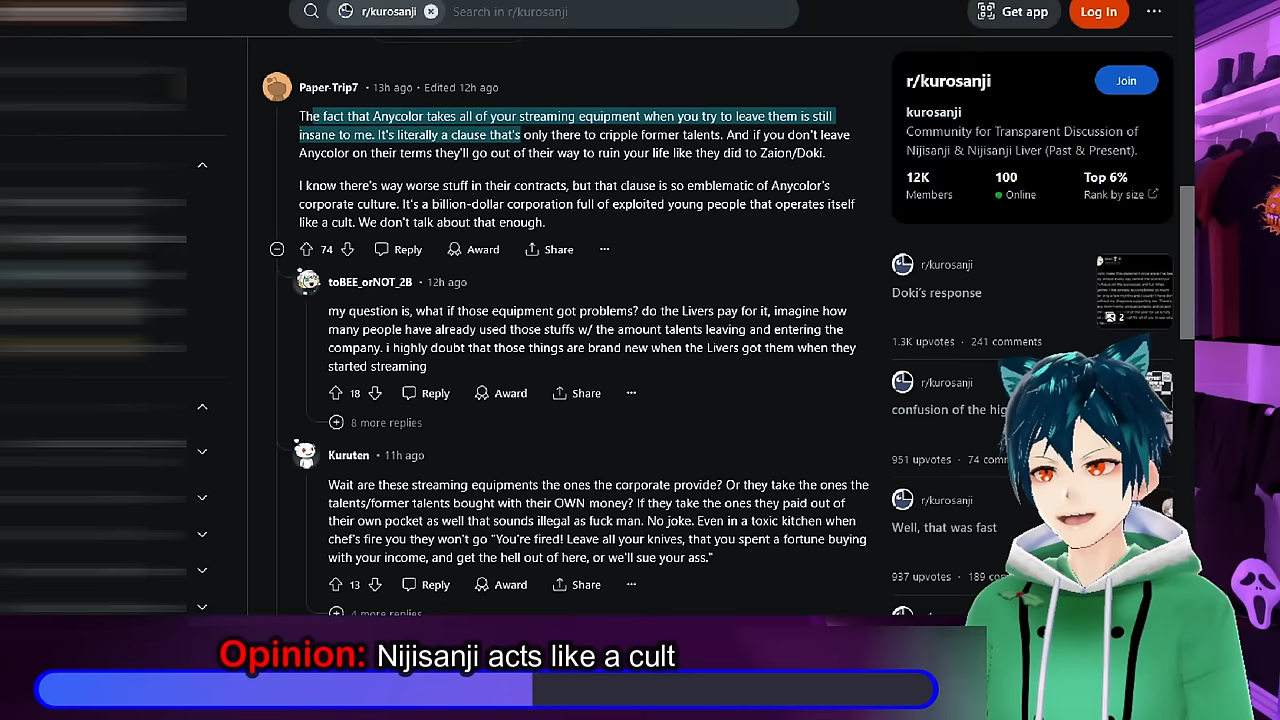 r/kurosanji
Search in r/kurosanji
Get app
Log In
Paper-Trip7 • 13h ago • Edited 12h ago
The fact that Anycolor takes all of your streaming equipment when you try to leave them is still
insane to me. It's literally a clause that's only there to cripple former talents. And if you don't leave
Anycolor on their terms they'll go out of their way to ruin your life like they did to Zaion/Doki.
I know there's way worse stuff in their contracts, but that clause is so emblematic of Anycolor's
corporate culture. It's a billion-dollar corporation full of exploited young people that operates itself
like a cult. We don't talk about that enough.
74 Reply Award Share
toBEE_orNOT • 13h ago
my question is what if those equipment got problems? do the Livers pay for it, imagine how
many people have already used those stuffs w/ the amount talents leaving and entering the
company. i highly doubt that those things are brand new when the Livers got them when they
started streaming
18 Reply Award Share
8 more replies
Kuruten • 11h ago
Wait are these streaming equipments the ones the corporate provide? Or they take the ones the
talents/former talents bought with their OWN money? If they take the ones they paid out of
their own pocket as well that sounds illegal as fuck man. No joke. Even in a toxic kitchen when
chef's fire you they won't go "You're fired! Leave all your knives, that you spent a fortune buying
with your income, and get the hell out of here, or we'll sue your ass."
13 Reply Award Share
4 more replies
r/kurosanji
Join
kurosanji
Community for Transparent Discussion of
Nijisanji & Nijisanji Liver (Past & Present).
12K 100 Top 6%
Members Online Rank by size
r/kurosanji
Doki's response
2
1.3K upvotes • 241 comments
r/kurosanji
confusion of the hig
951 upvotes • 74 com
r/kurosanji
Well, that was fast
937 upvotes • 189 co
Opinion: Nijisanji acts like a cult